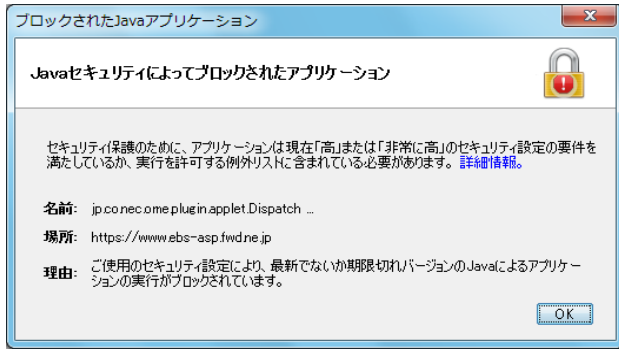 ブロックされたJavaアプリケーション
Javaセキュリティによってブロックされたアプリケーション
セキュリティ保護のために、アプリケーションは現在「高」または「非常に高」のセキュリティ設定の要件を
満たしているか、実行を許可する例外リストに含まれている必要があります。詳細情報。
名前: jp.co.nec.ome.plugin.applet.Dispatch ...
場所: https://www.ebs-asp.fwd.ne.jp
理由: ご使用のセキュリティ設定により、最新でないか期限切れバージョンのJavaによるアプリケー
ションの実行がブロックされています。
OK